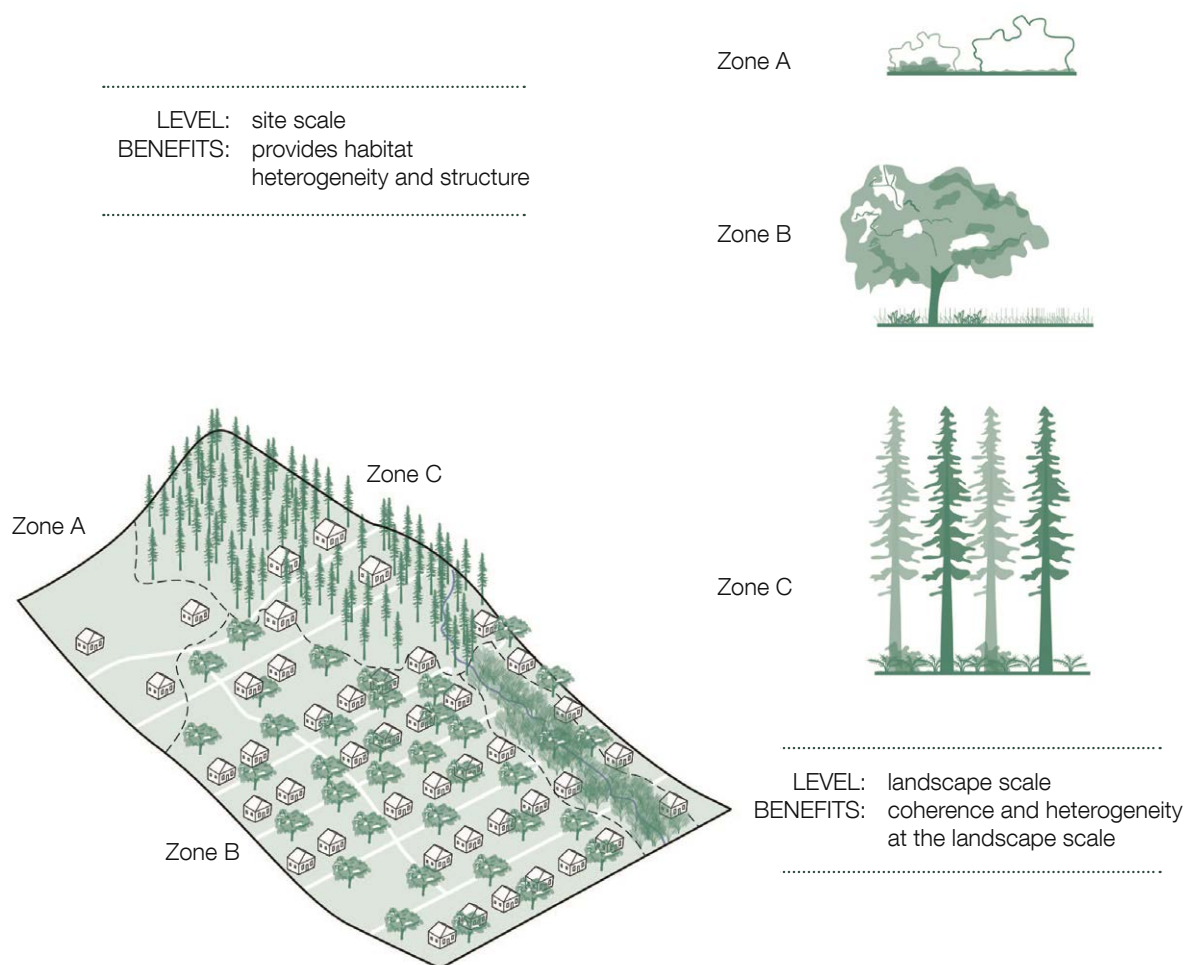 LEVEL: site scale
BENEFITS: provides habitat
heterogeneity and structure
Zone A
Zone B
Zone C
Zone C
Zone A
Zone B
LEVEL: landscape scale
BENEFITS: coherence and heterogeneity
at the landscape scale